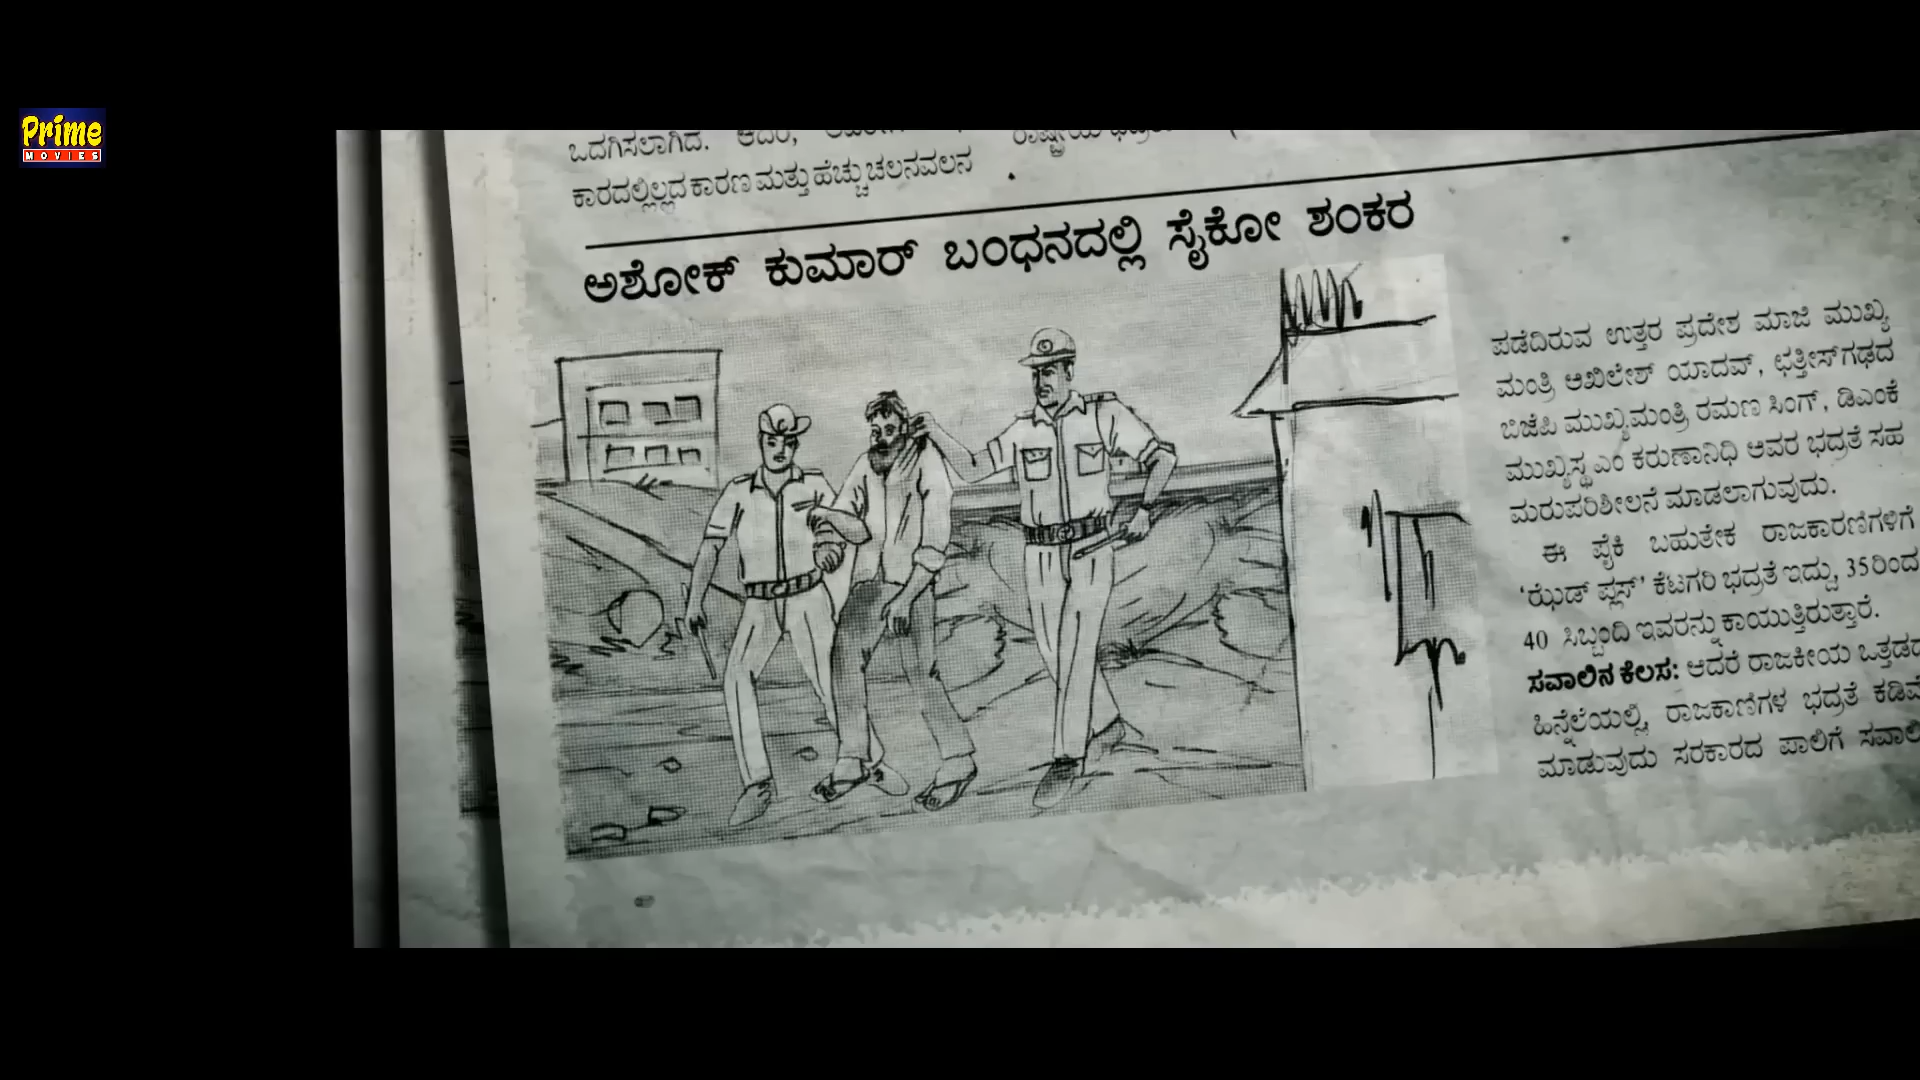 Prime
MOVIES
ಒದಗಿಸಲಾಗಿದೆ. ಆದರೆ,
ಕಾರದಲ್ಲಿಲ್ಲದ ಕಾರಣ ಮತ್ತು ಹೆಚ್ಚು ಚಲನವಲನ
ರಾಷ್ಟ್ರೀಯ
ಅಶೋಕ್ ಕುಮಾರ್ ಬಂಧನದಲ್ಲಿ ಸೈಕೋ ಶಂಕರ
ಪಡೆದಿರುವ ಉತ್ತರ ಪ್ರದೇಶ ಮಾಜಿ ಮುಖ್ಯ
ಮಂತ್ರಿ ಅಖಿಲೇಶ್ ಯಾದವ್, ಛತ್ತೀಸ್‌ಗಢದ
ಬಿಜೆಪಿ ಮುಖ್ಯಮಂತ್ರಿ ರಮಣ ಸಿಂಗ್, ಡಿಎಂಕೆ
ಮುಖ್ಯಸ್ಥ ಎಂ ಕರುಣಾನಿಧಿ ಅವರ ಭದ್ರತೆ ಸಹ
ಮರುಪರಿಶೀಲನೆ ಮಾಡಲಾಗುವುದು.
ಈ ಪೈಕಿ ಬಹುತೇಕ ರಾಜಕಾರಣಿಗಳಿಗೆ
‘ಝೆಡ್ ಪ್ಲಸ್’ ಕೆಟಗರಿ ಭದ್ರತೆ ಇದ್ದು, 35ರಿಂದ
40 ಸಿಬ್ಬಂದಿ ಇವರನ್ನು ಕಾಯುತ್ತಿರುತ್ತಾರೆ.
ಸವಾಲಿನ ಕೆಲಸ: ಆದರೆ ರಾಜಕೀಯ ಒತ್ತಡದ
ಹಿನ್ನೆಲೆಯಲ್ಲಿ, ರಾಜಕಾಣಿಗಳ ಭದ್ರತೆ ಕಡಿಮೆ
ಮಾಡುವುದು ಸರಕಾರದ ಪಾಲಿಗೆ ಸವಾಲಿ